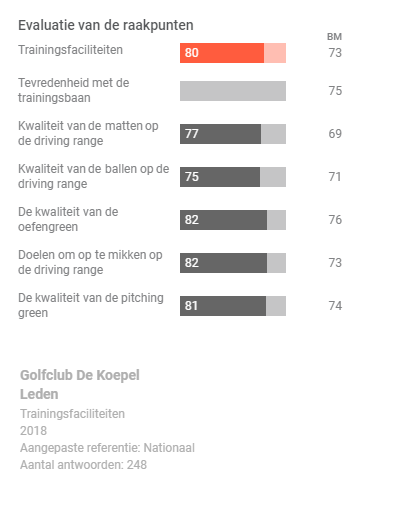 Evaluatie van de raakpunten
BM
Trainingsfaciliteiten 80 73
Tevredenheid met de
trainingsbaan 75
Kwaliteit van de matten op
de driving range 77 69
Kwaliteit van de ballen op de
driving range 75 71
De kwaliteit van de
oefengreen 82 76
Doelen om op te mikken op
de driving range 82 73
De kwaliteit van de pitching
green 81 74
Golfclub De Koepel
Leden
Trainingsfaciliteiten
2018
Aangepaste referentie: Nationaal
Aantal antwoorden: 248